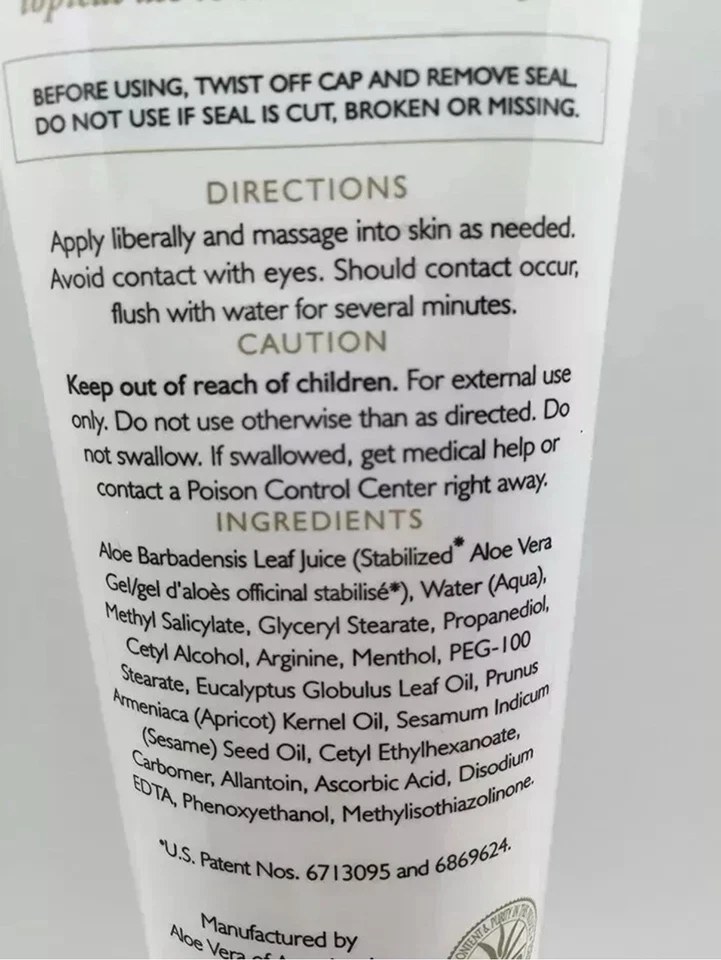 BEFORE USING, TWIST OFF CAP AND REMOVE SEAL
DO NOT USE IF SEAL IS CUT, BROKEN OR MISSING.
DIRECTIONS
Apply liberally and massage into skin as needed.
Avoid contact with eyes. Should contact occur,
flush with water for several minutes.
CAUTION
Keep out of reach of children. For external use
only. Do not use otherwise than as directed. Do
not swallow. If swallowed, get medical help or
contact a Poison Control Center right away.
INGREDIENTS
Aloe Barbadensis Leaf Juice (Stabilized* Aloe Vera
Gel/gel d'aloès officinal stabilisé*), Water (Aqua),
Methyl Salicylate, Glyceryl Stearate, Propanediol,
Cetyl Alcohol, Arginine, Menthol, PEG-100
Stearate, Eucalyptus Globulus Leaf Oil, Prunus
Armeniaca (Apricot) Kernel Oil, Sesamum Indicum
(Sesame) Seed Oil, Cetyl Ethylhexanoate,
Carbomer, Allantoin, Ascorbic Acid, Disodium
EDTA, Phenoxyethanol, Methylisothiazolinone.
*U.S. Patent Nos. 6713095 and 6869624.
Manufactured by
Aloe Vera of
CONTENT & PURITY IN